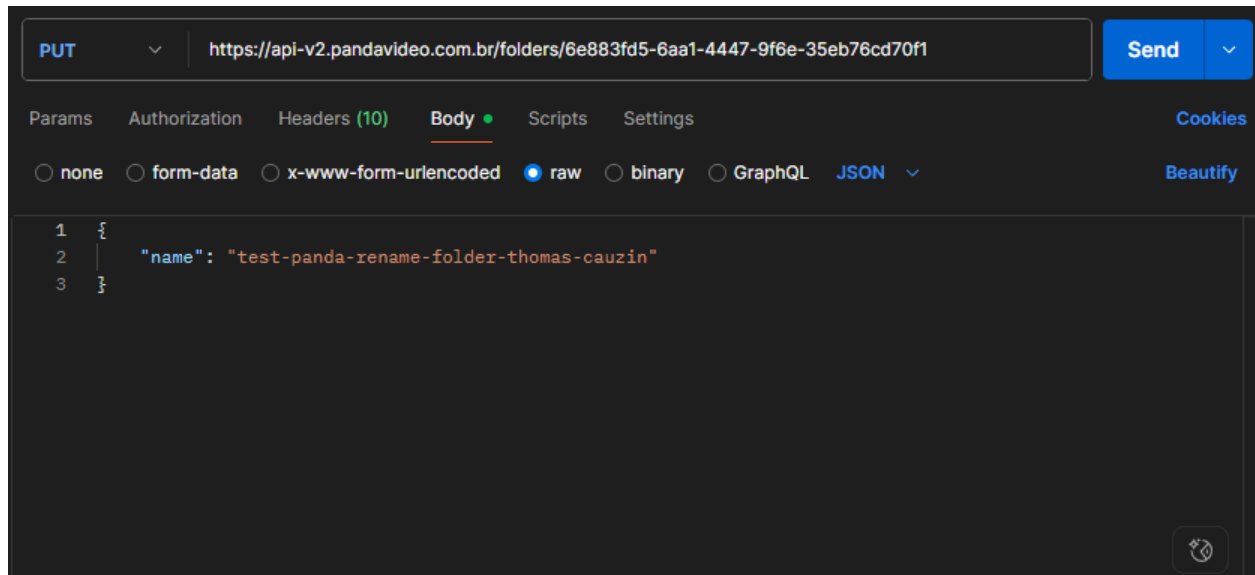 PUT https://api-v2.pandavideo.com.br/folders/6e883fd5-6aa1-4447-9f6e-35eb76cd70f1 Send
Params Authorization Headers (10) Body Scripts Settings Cookies
none form-data x-www-form-urlencoded raw binary GraphQL JSON Beautify
1 {
2 "name": "test-panda-rename-folder-thomas-cauzin"
3 }